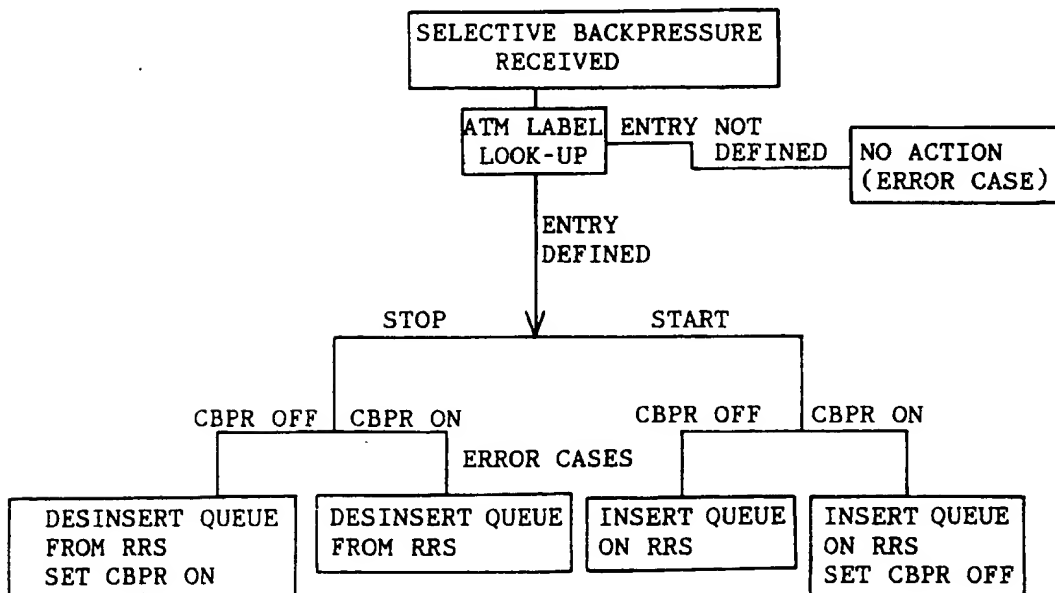 SELECTIVE BACKPRESSURE
RECEIVED
ATM LABEL
LOOK-UP
ENTRY NOT
DEFINED
NO ACTION
(ERROR CASE)
ENTRY
DEFINED
STOP
START
CBPR OFF
CBPR ON
CBPR OFF
CBPR ON
ERROR CASES
DESINSERT QUEUE
FROM RRS
SET CBPR ON
DESINSERT QUEUE
FROM RRS
INSERT QUEUE
ON RRS
INSERT QUEUE
ON RRS
SET CBPR OFF